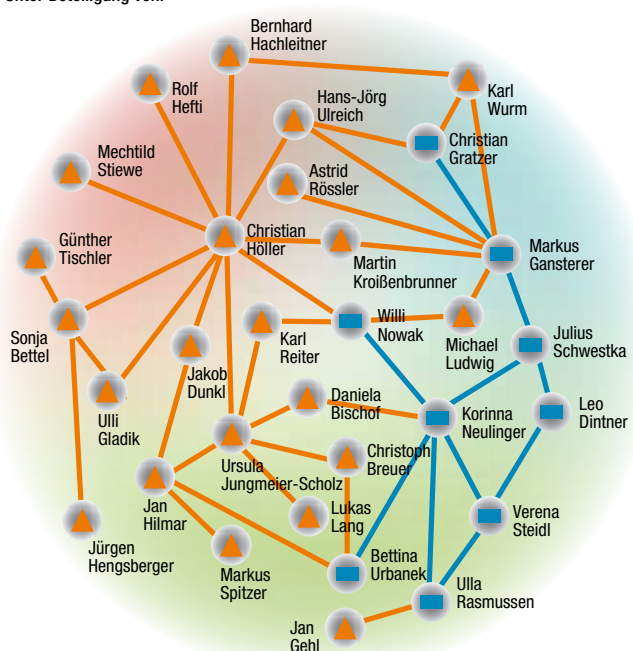 Unter Beteiligung von:
Bernhard
Hachleitner
Rolf
Hefti
Hans-Jörg
Ulreich
Karl
Wurm
Mechtild
Stiewe
Christian
Gratzer
Astrid
Rössler
Günther
Tischler
Christian
Höller
Martin
Kroißenbrunner
Markus
Gansterer
Sonja
Bettel
Jakob
Dunkl
Karl
Reiter
Willi
Nowak
Michael
Ludwig
Julius
Schwestka
Ulli
Gladik
Daniela
Bischof
Korinna
Neulinger
Leo
Dintner
Ursula
Jungmeier-Scholz
Christoph
Breuer
Jan
Hilmar
Lukas
Lang
Verena
Steidl
Jürgen
Hengsberger
Markus
Spitzer
Bettina
Urbanek
Ulla
Rasmussen
Jan
Gehl